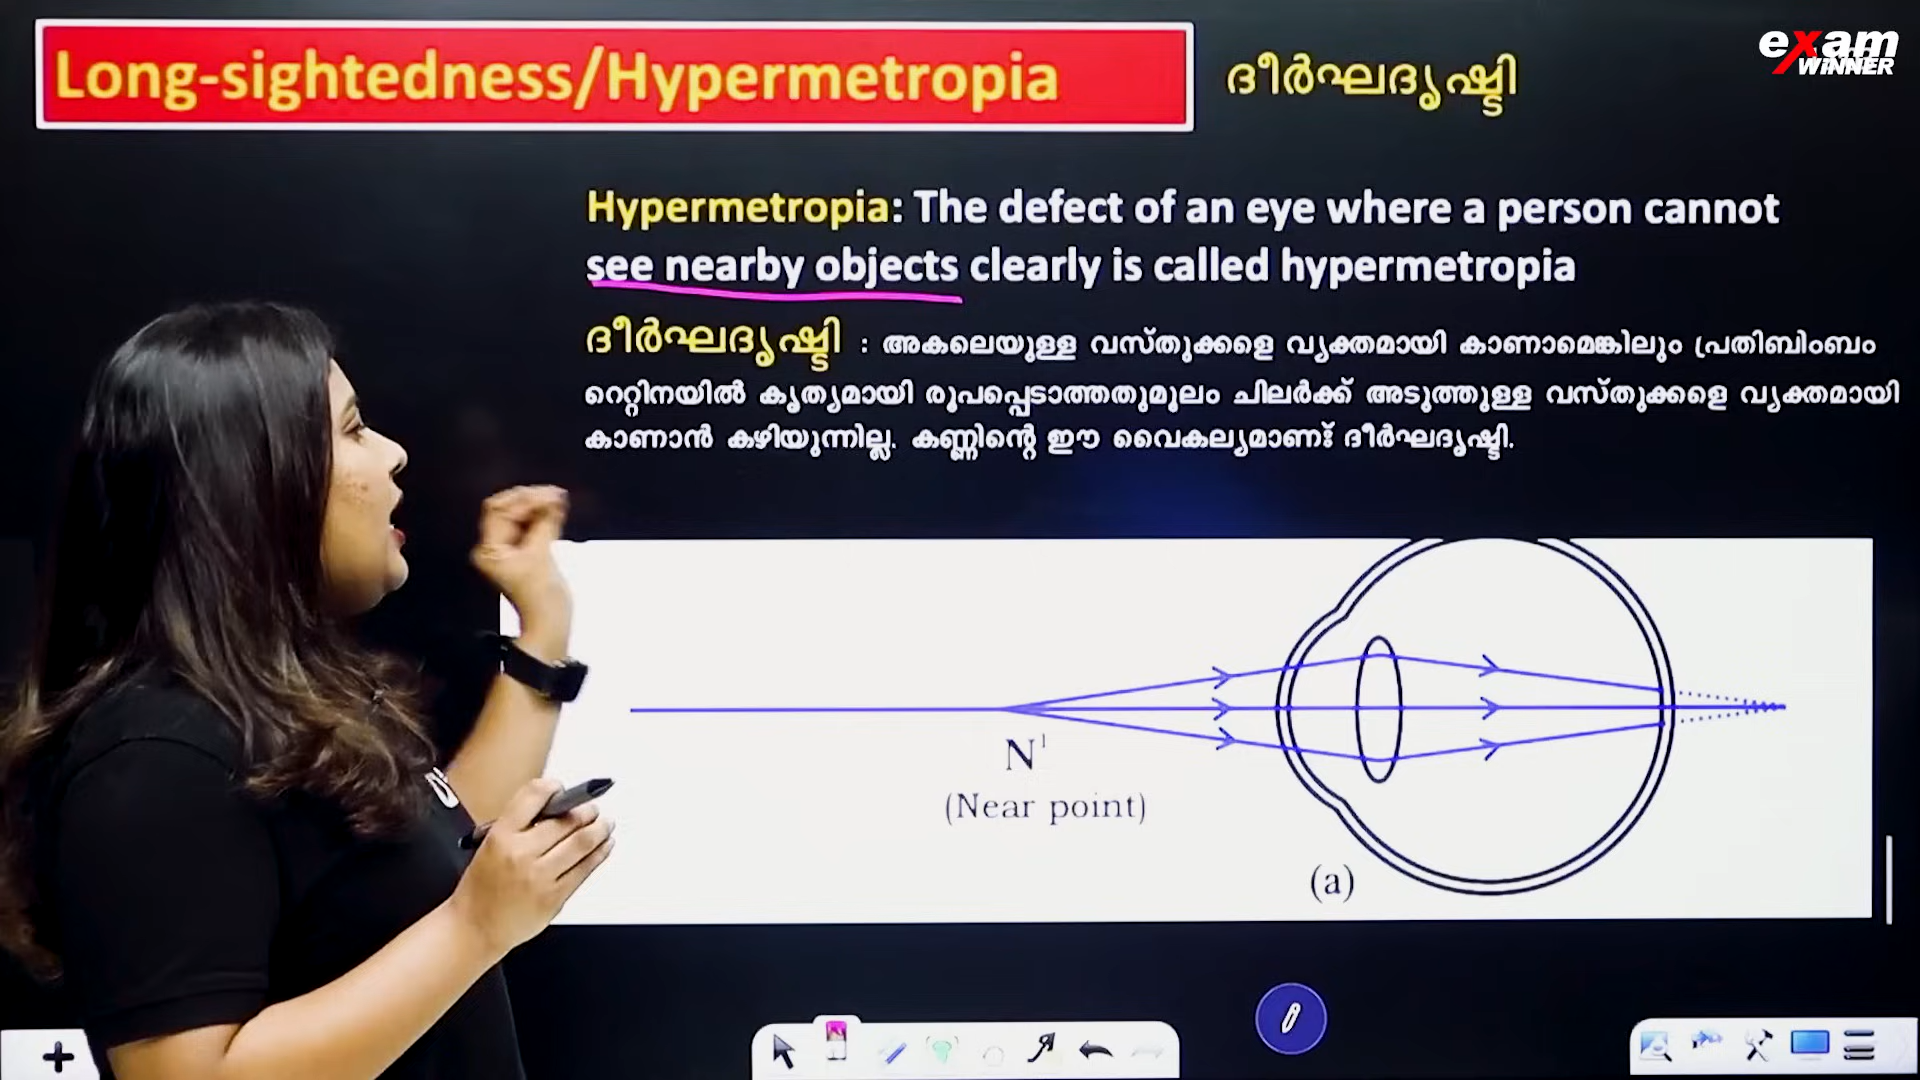 Long-sightedness/Hypermetropia
ദീർഘദൃഷ്ടി
exam
WINNER
Hypermetropia: The defect of an eye where a person cannot
see nearby objects clearly is called hypermetropia
ദീർഘദൃഷ്ടി : അകലെയുള്ള വസ്തുക്കളെ വ്യക്തമായി കാണാമെങ്കിലും പ്രതിബിംബം
റെറ്റിനയിൽ കൃത്യമായി രൂപപ്പെടാത്തതുമൂലം ചിലർക്ക് അടുത്തുള്ള വസ്തുക്കളെ വ്യക്തമായി
കാണാൻ കഴിയുന്നില്ല. കണ്ണിന്റെ ഈ വൈകല്യമാണ് ദീർഘദൃഷ്ടി.
N¹
(Near point)
(a)